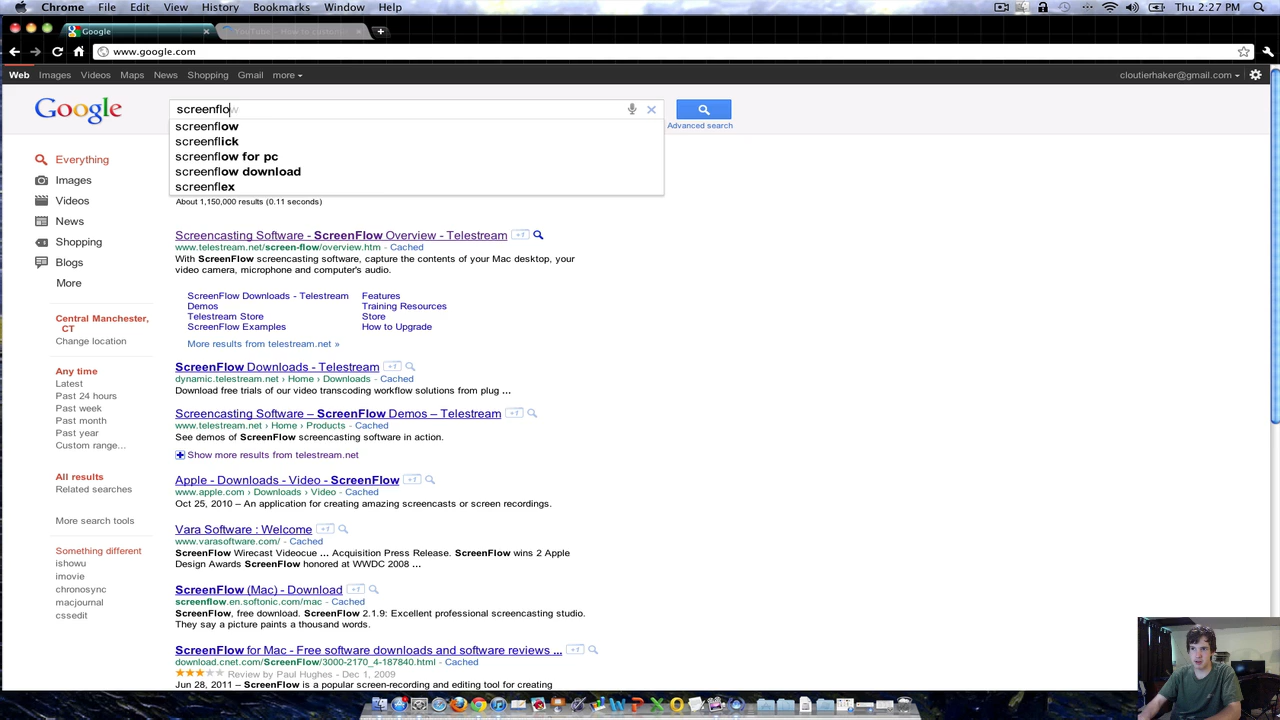 Chrome File Edit View History Bookmarks Window Help
Thu 2:27 PM
Google
YouTube - How to custom
www.google.com
Web Images Videos Maps News Shopping Gmail more
cloutierhaker@gmail.com
Google
screenflow
Advanced search
screenflow
screenflick
screenflow for pc
screenflow download
screenflex
About 1,150,000 results (0.11 seconds)
Everything
Images
Videos
News
Shopping
Blogs
More
Central Manchester, CT
Change location
Any time
Latest
Past 24 hours
Past week
Past month
Past year
Custom range...
All results
Related searches
More search tools
Something different
ishowu
imovie
chronosync
macjournal
cssedit
Screencasting Software - ScreenFlow Overview - Telestream +1
www.telestream.net/screen-flow/overview.htm - Cached
With ScreenFlow screencasting software, capture the contents of your Mac desktop, your
video camera, microphone and computer's audio.
ScreenFlow Downloads - Telestream Features
Demos Training Resources
Telestream Store Store
ScreenFlow Examples How to Upgrade
More results from telestream.net »
ScreenFlow Downloads - Telestream +1
dynamic.telestream.net › Home › Downloads - Cached
Download free trials of our video transcoding workflow solutions from plug ...
Screencasting Software – ScreenFlow Demos – Telestream +1
www.telestream.net › Home › Products - Cached
See demos of ScreenFlow screencasting software in action.
Show more results from telestream.net
Apple - Downloads - Video - ScreenFlow +1
www.apple.com › Downloads › Video - Cached
Oct 25, 2010 – An application for creating amazing screencasts or screen recordings.
Vara Software : Welcome +1
www.varasoftware.com/ - Cached
ScreenFlow Wirecast Videocue ... Acquisition Press Release. ScreenFlow wins 2 Apple
Design Awards ScreenFlow honored at WWDC 2008 ...
ScreenFlow (Mac) - Download +1
screenflow.en.softonic.com/mac - Cached
ScreenFlow, free download. ScreenFlow 2.1.9: Excellent professional screencasting studio.
They say a picture paints a thousand words.
ScreenFlow for Mac - Free software downloads and software reviews ... +1
download.cnet.com/ScreenFlow/3000-2170_4-187840.html - Cached
Review by Paul Hughes - Dec 1, 2009
Jun 28, 2011 – ScreenFlow is a popular screen-recording and editing tool for creating